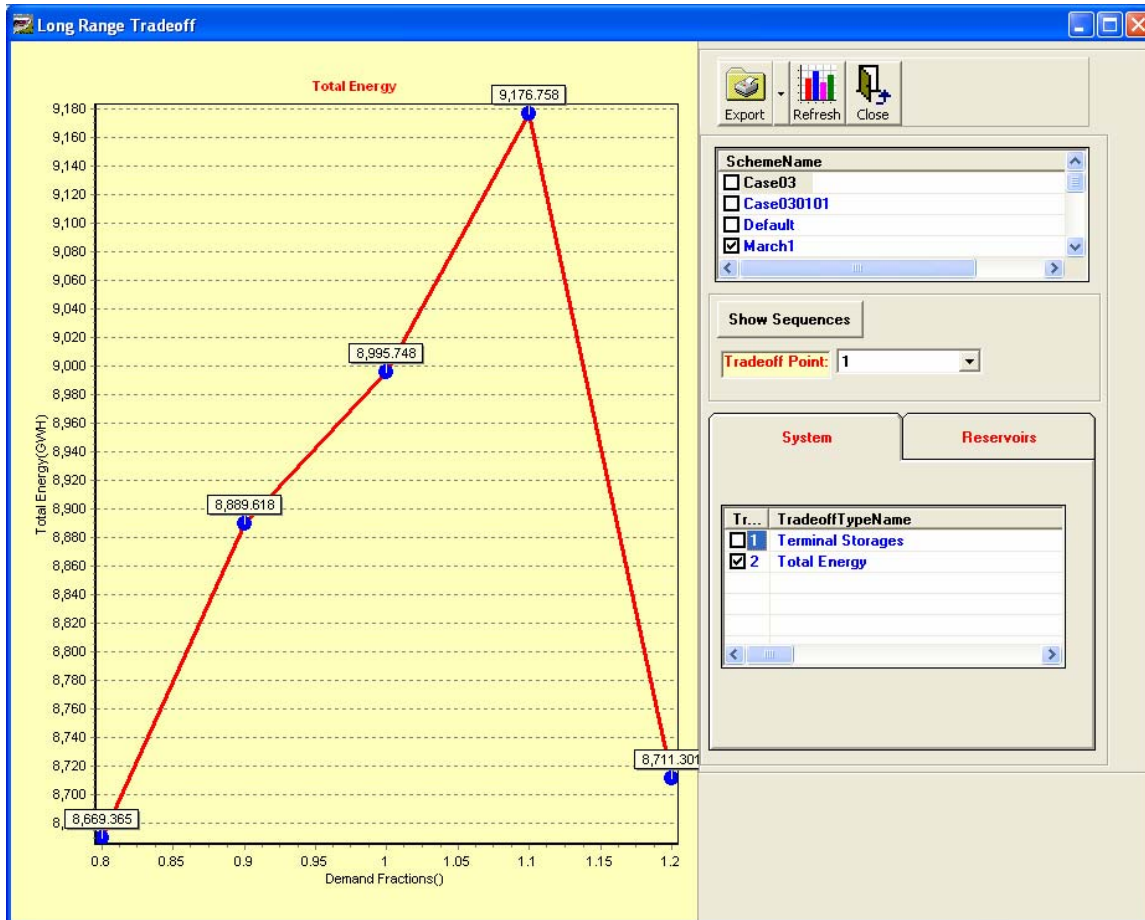 Long Range Tradeoff
Total Energy
9,180
9,160
9,140
9,120
9,100
9,080
9,060
9,040
9,020
9,000
8,980
8,960
8,940
8,920
8,900
8,880
8,860
8,840
8,820
8,800
8,780
8,760
8,740
8,720
8,700
Total Energy(GWH)
8,669.365
8,889.618
8,995.748
9,176.758
8,711.301
0.8 0.85 0.9 0.95 1 1.05 1.1 1.15 1.2
Demand Fractions()
Export Refresh Close
SchemeName
Case03
Case030101
Default
March1
Show Sequences
Tradeoff Point: 1
System Reservoirs
Tr... TradeoffTypeName
1 Terminal Storages
2 Total Energy